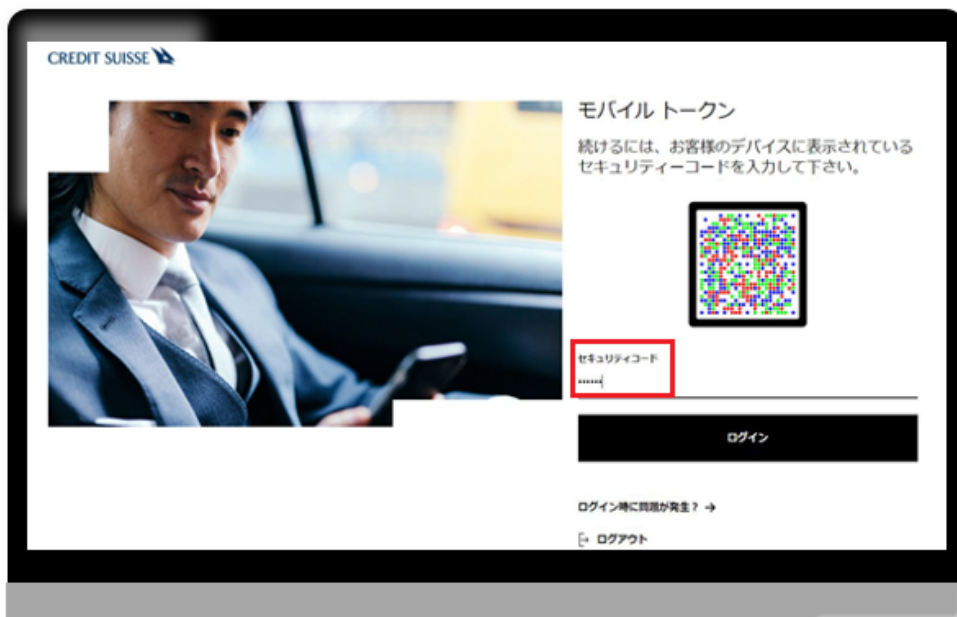 CREDIT SUISSE
モバイル トークン
続けるには、お客様のデバイスに表示されている
セキュリティーコードを入力して下さい。
セキュリティコード
••••••
ログイン
ログイン時に問題が発生? →
ログアウト